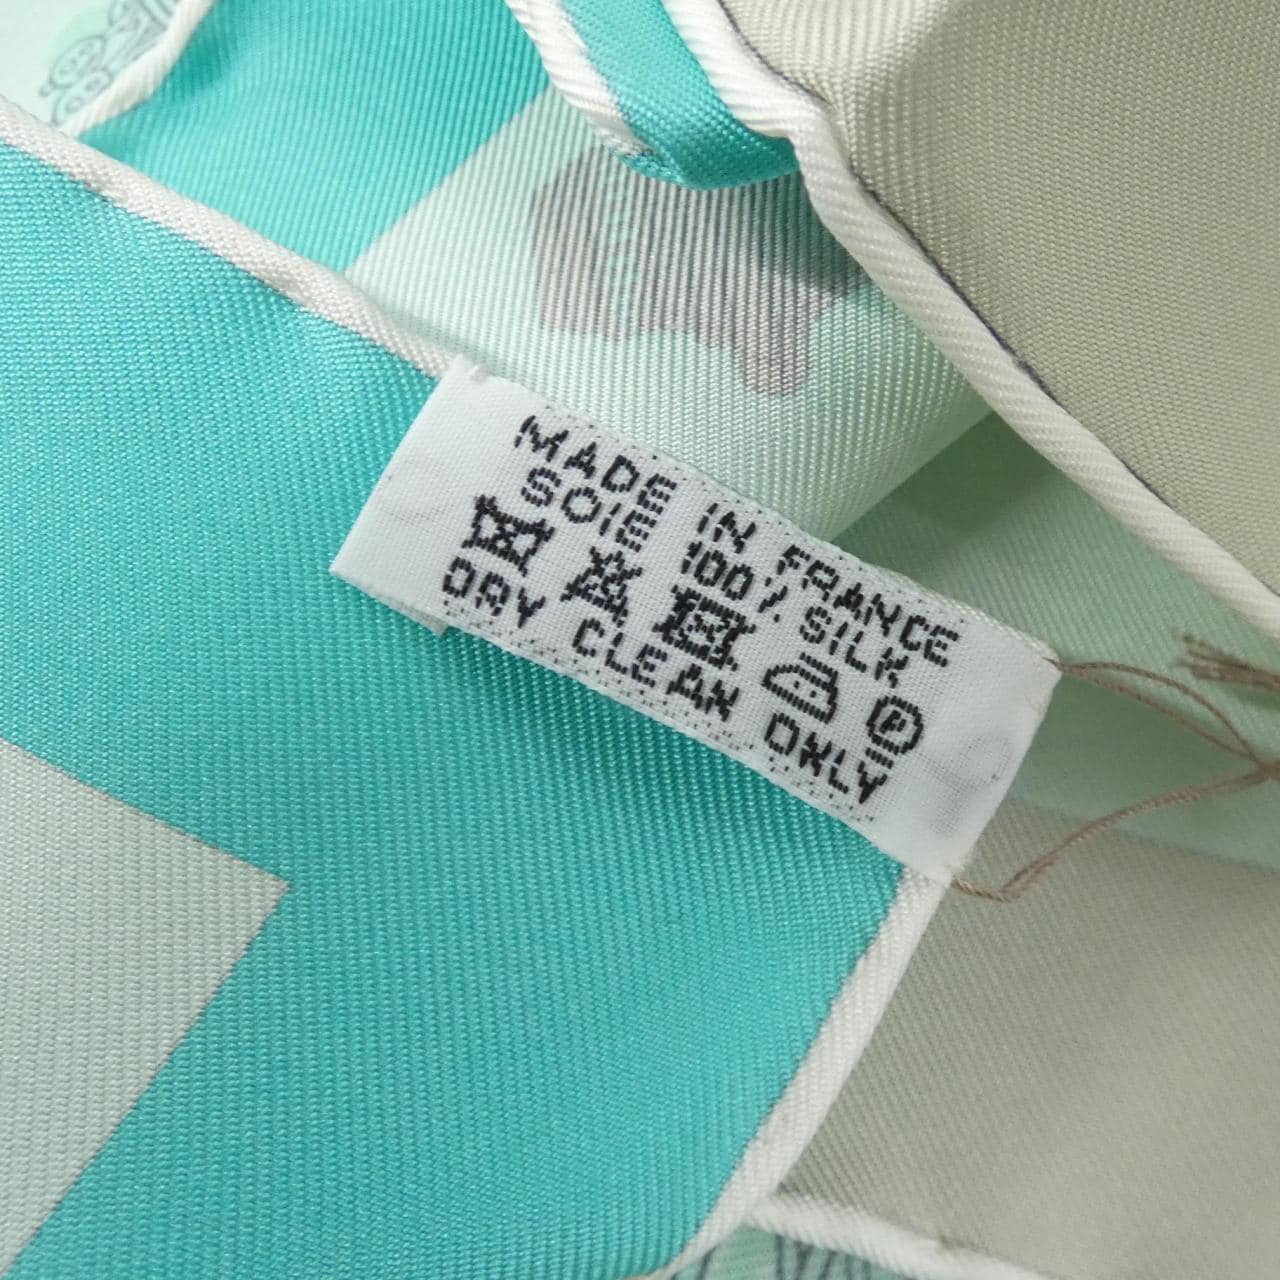 MADE IN FRANCE
SOIE 100% SILK
P
DRY CLEAN ONLY